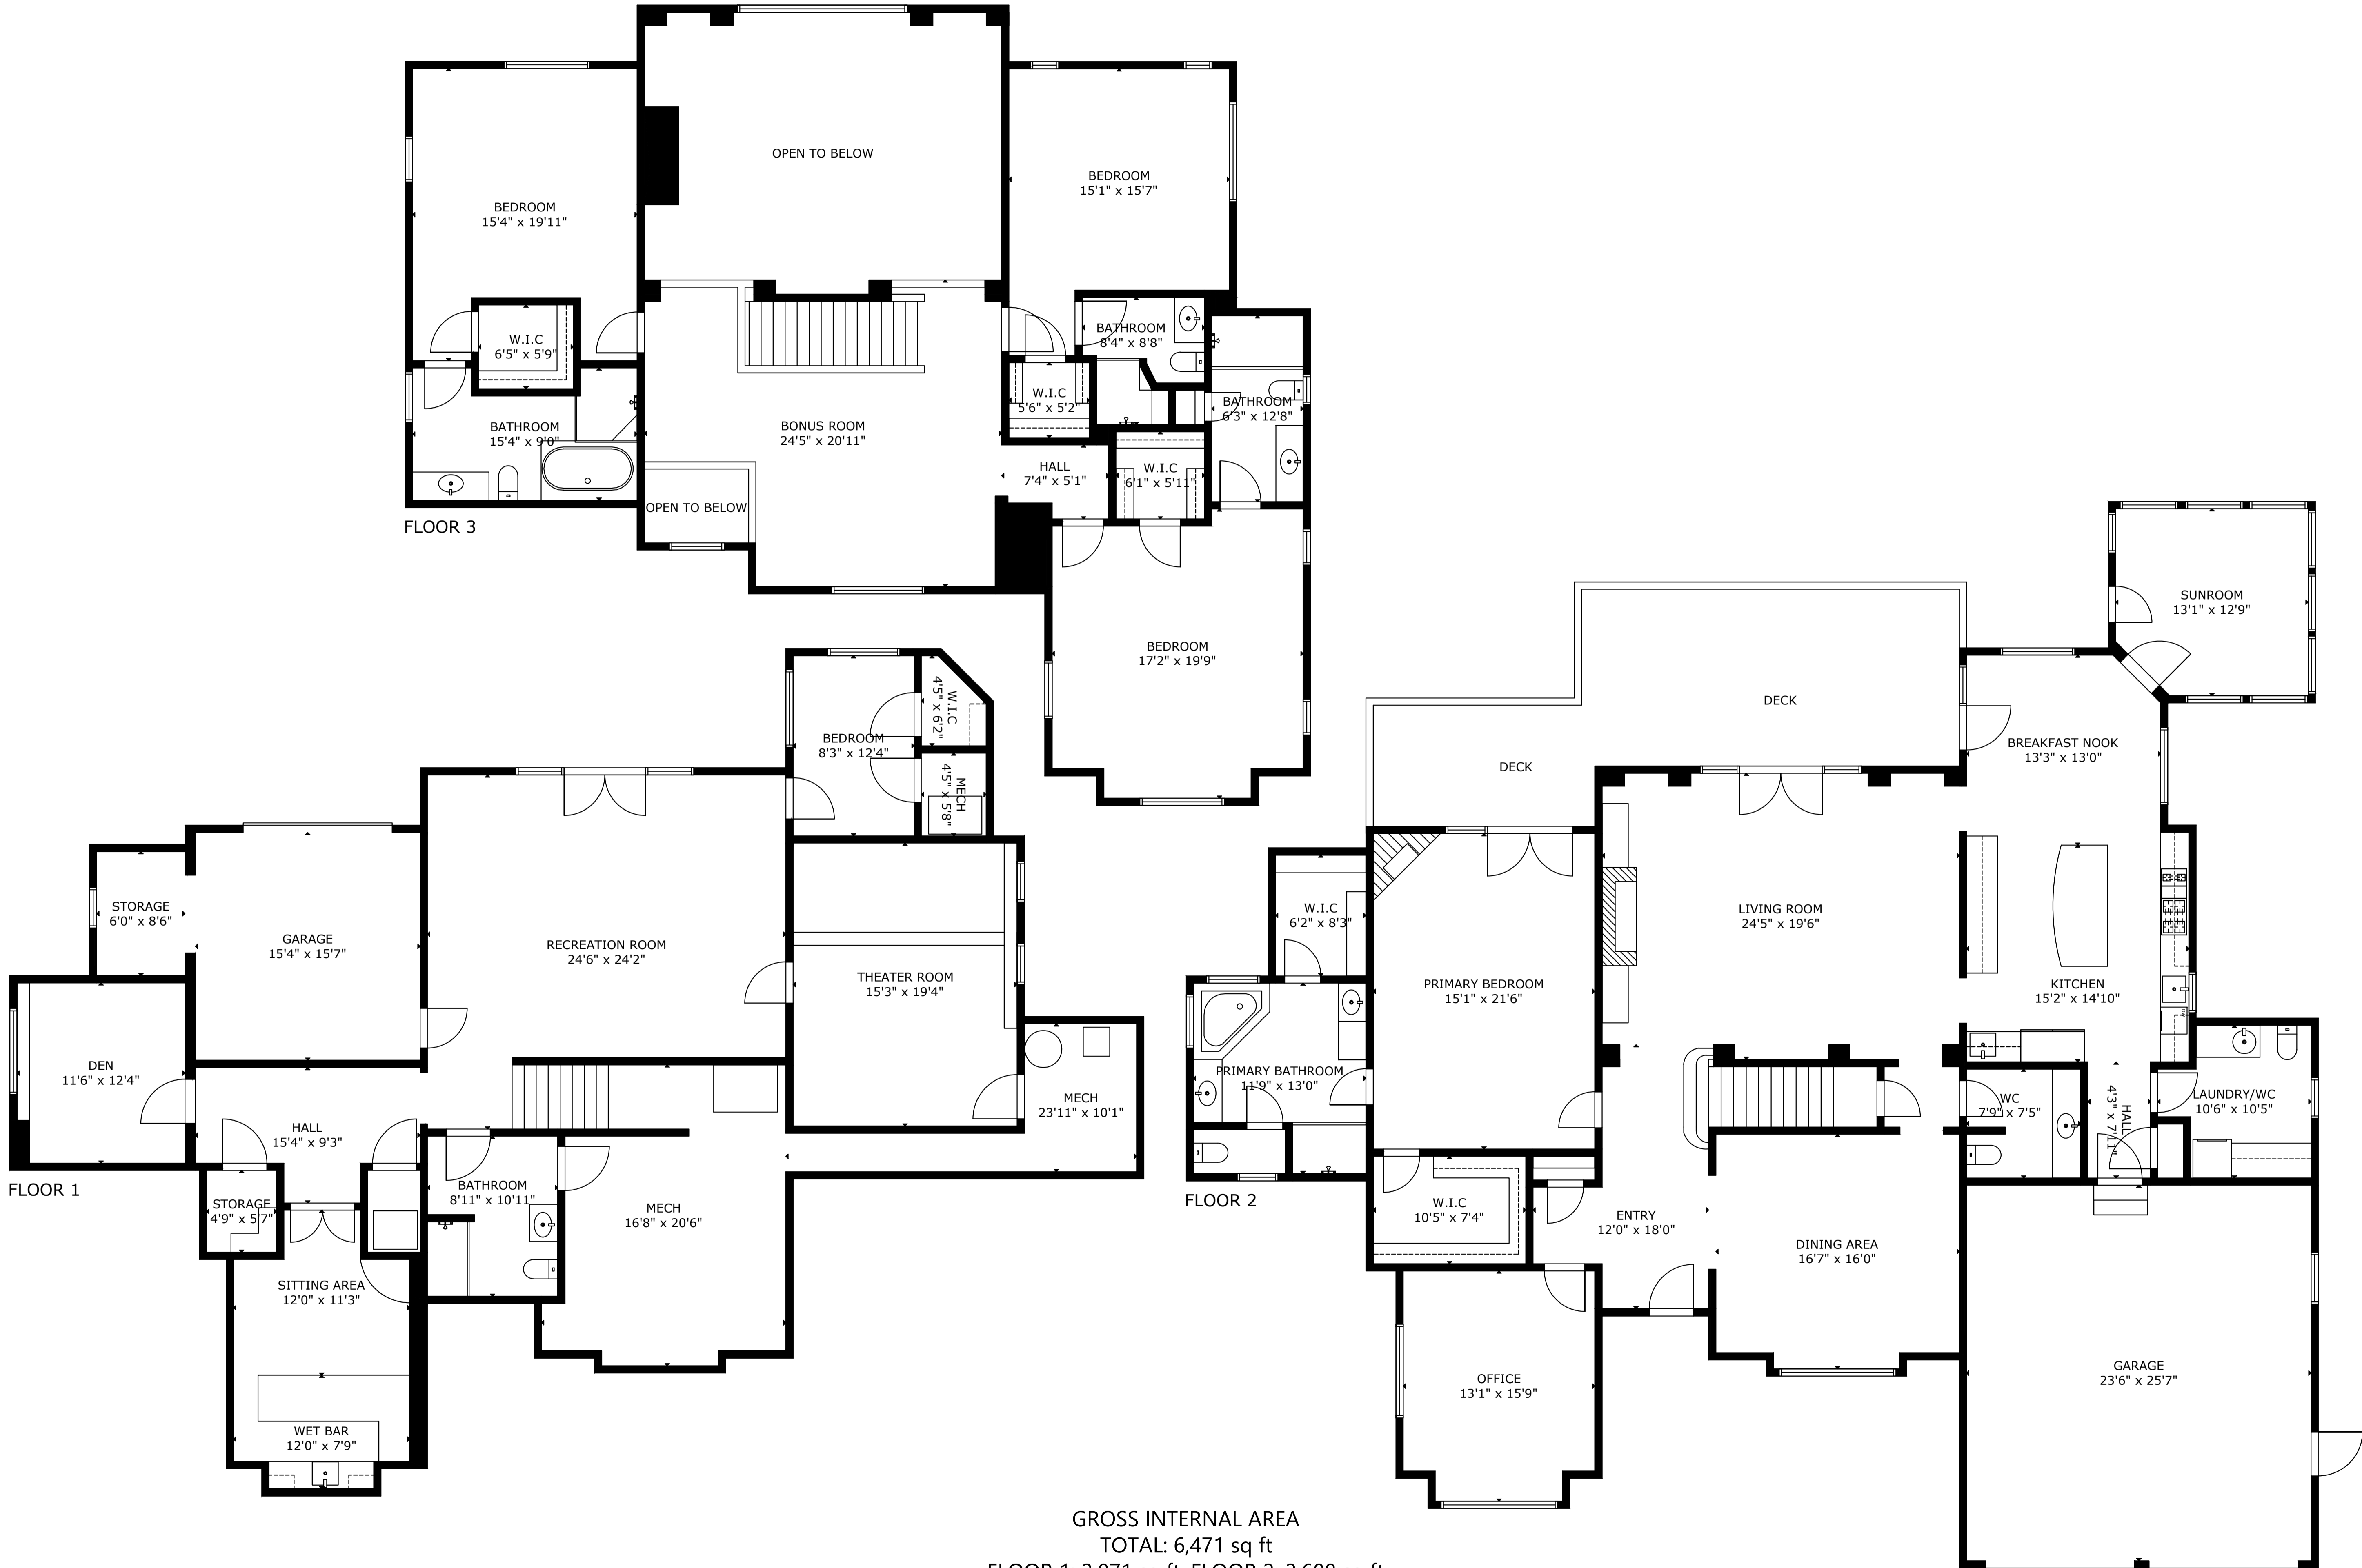 OPEN TO BELOW
BEDROOM
15'1" x 15'7"
BEDROOM
15'4" x 19'11"
W.I.C
6'5" x 5'9"
BATHROOM
8'4" x 8'8"
W.I.C
5'6" x 5'2"
BATHROOM
6'3" x 12'8"
BATHROOM
15'4" x 9'0"
BONUS ROOM
24'5" x 20'11"
HALL
7'4" x 5'1"
W.I.C
6'1" x 5'11"
OPEN TO BELOW
FLOOR 3
BEDROOM
17'2" x 19'9"
BEDROOM
8'3" x 12'4"
W.I.C
4'5" x 6'2"
MECH
4'5" x 5'8"
STORAGE
6'0" x 8'6"
GARAGE
15'4" x 15'7"
RECREATION ROOM
24'6" x 24'2"
THEATER ROOM
15'3" x 19'4"
DEN
11'6" x 12'4"
HALL
15'4" x 9'3"
MECH
23'11" x 10'1"
FLOOR 1
STORAGE
4'9" x 5'7"
BATHROOM
8'11" x 10'11"
MECH
16'8" x 20'6"
SITTING AREA
12'0" x 11'3"
WET BAR
12'0" x 7'9"
SUNROOM
13'1" x 12'9"
DECK
DECK
BREAKFAST NOOK
13'3" x 13'0"
W.I.C
6'2" x 8'3"
LIVING ROOM
24'5" x 19'6"
PRIMARY BEDROOM
15'1" x 21'6"
KITCHEN
15'2" x 14'10"
PRIMARY BATHROOM
11'9" x 13'0"
WC
7'9" x 7'5"
HALL
4'3" x 7'11"
LAUNDRY/WC
10'6" x 10'5"
FLOOR 2
W.I.C
10'5" x 7'4"
ENTRY
12'0" x 18'0"
DINING AREA
16'7" x 16'0"
OFFICE
13'1" x 15'9"
GARAGE
23'6" x 25'7"
GROSS INTERNAL AREA
TOTAL: 6,471 sq ft